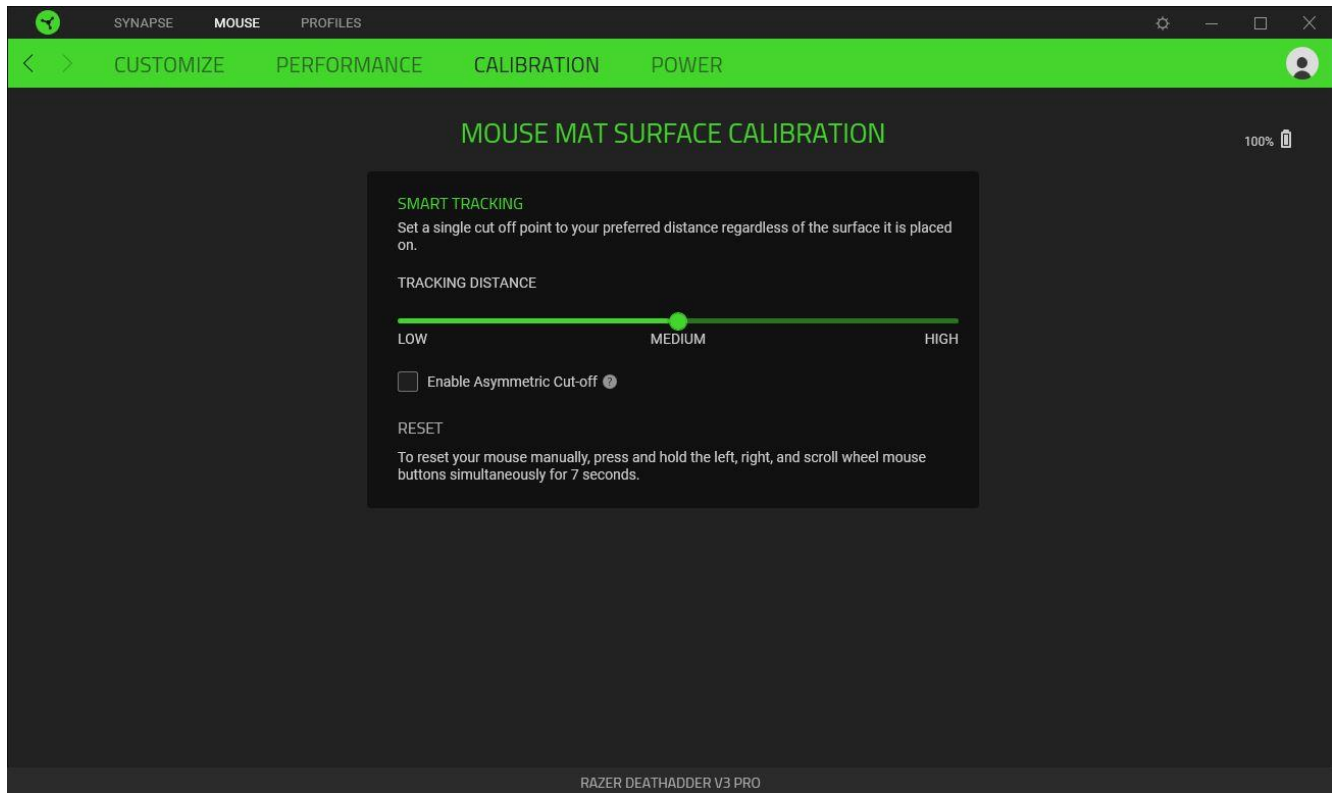 SYNAPSE MOUSE PROFILES
CUSTOMIZE PERFORMANCE CALIBRATION POWER
MOUSE MAT SURFACE CALIBRATION
100%
SMART TRACKING
Set a single cut off point to your preferred distance regardless of the surface it is placed
on.
TRACKING DISTANCE
LOW MEDIUM HIGH
Enable Asymmetric Cut-off ?
RESET
To reset your mouse manually, press and hold the left, right, and scroll wheel mouse
buttons simultaneously for 7 seconds.
RAZER DEATHADDER V3 PRO